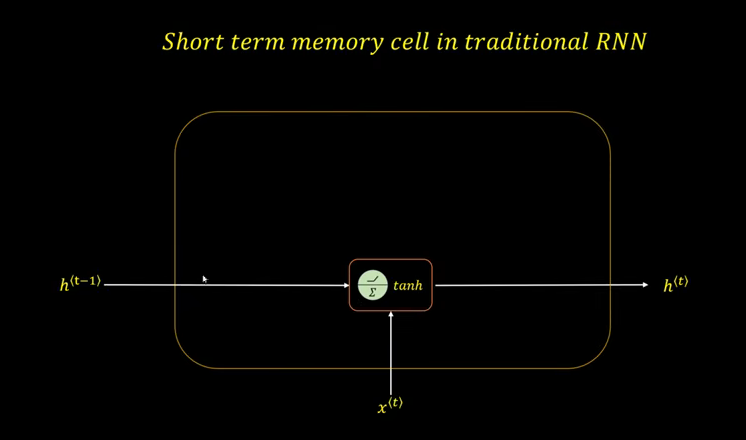 Short term memory cell in traditional RNN
h⟨t−1⟩
Σ
tanh
h⟨t⟩
x⟨t⟩